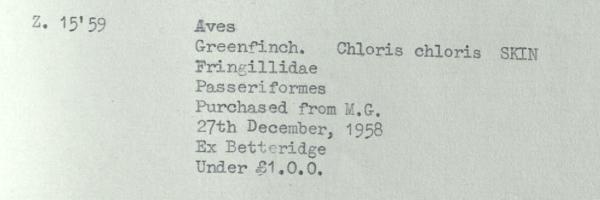 Z. 15'59 Aves
Greenfinch. Chloris chloris SKIN
Fringillidae
Passeriformes
Purchased from M.G.
27th December, 1958
Ex Betteridge
Under £1.0.0.